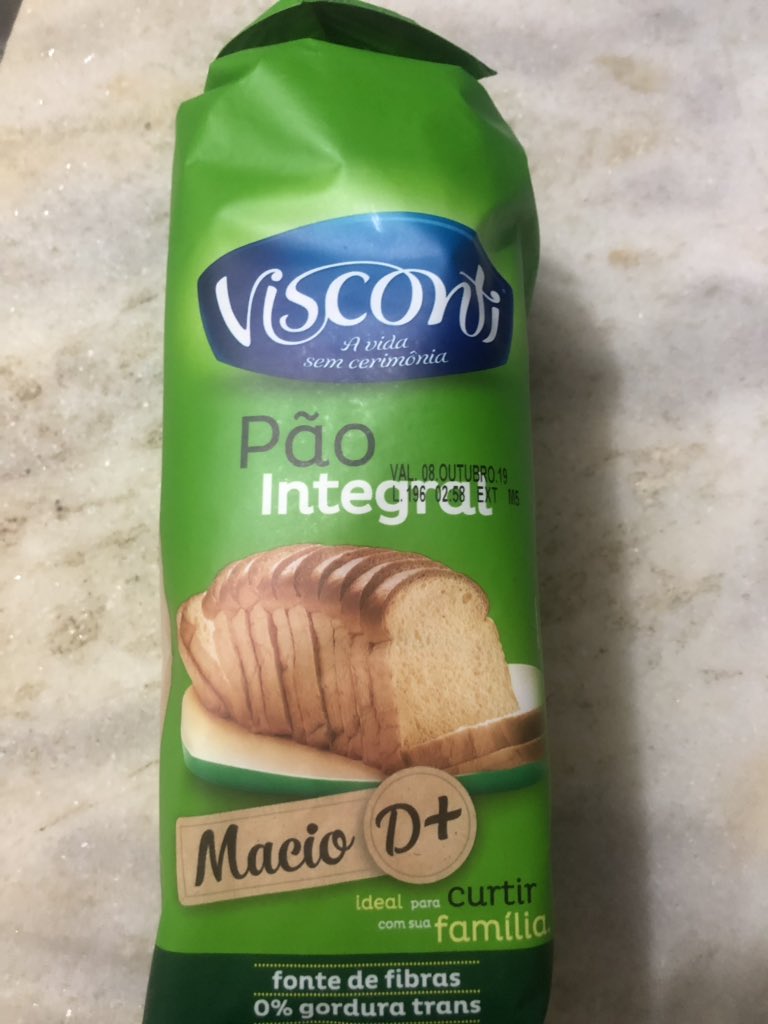 Visconti
A vida
sem cerimônia
Pão
VAL. 08.OUTUBRO.19
Integral
L.196 02:58 EXT M5
Macio D+
ideal para curtir
com sua família.
fonte de fibras
0% gordura trans